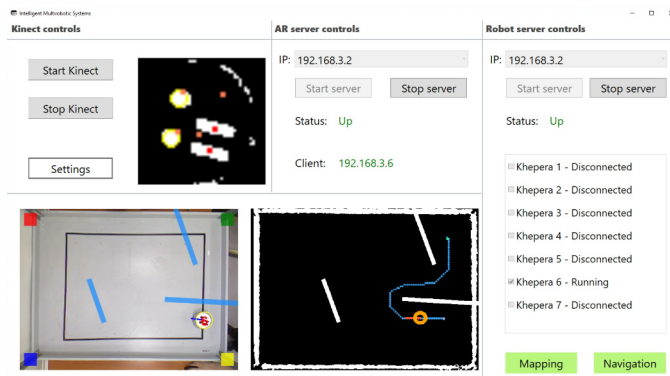 Intelligent Multirobotic Systems
Kinect controls
Start Kinect
Stop Kinect
Settings
AR server controls
IP: 192.168.3.2
Start server Stop server
Status: Up
Client: 192.168.3.6
Robot server controls
IP: 192.168.3.2
Start server Stop server
Status: Up
Khepera 1 - Disconnected
Khepera 2 - Disconnected
Khepera 3 - Disconnected
Khepera 4 - Disconnected
Khepera 5 - Disconnected
Khepera 6 - Running
Khepera 7 - Disconnected
Mapping Navigation